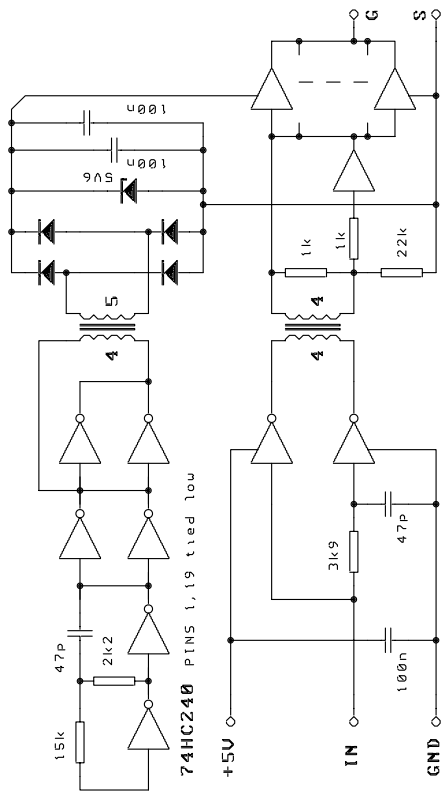 G
S
100n
100n
5V6
1k
1k
22k
5
4
4
4
47p
2k2
15k
74HC240 PINS 1,19 tied low
3k9
47p
100n
+5V
IN
GND